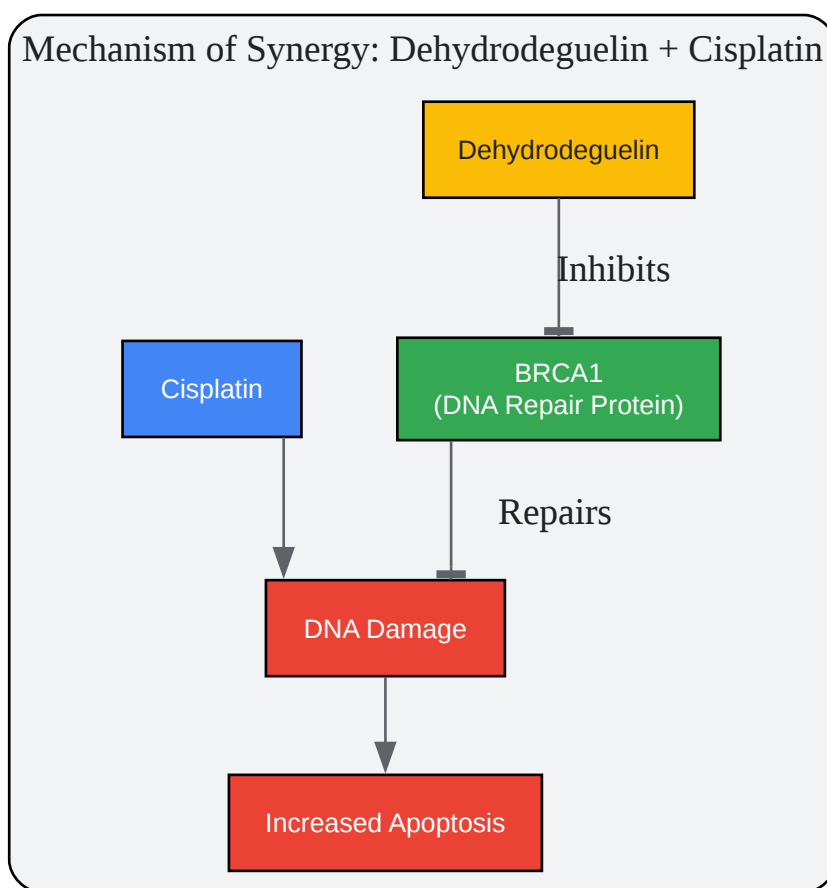 Mechanism of Synergy: Dehydrodeguelin + Cisplatin
Dehydrodeguelin
Inhibits
Cisplatin
BRCA1
(DNA Repair Protein)
Repairs
DNA Damage
Increased Apoptosis